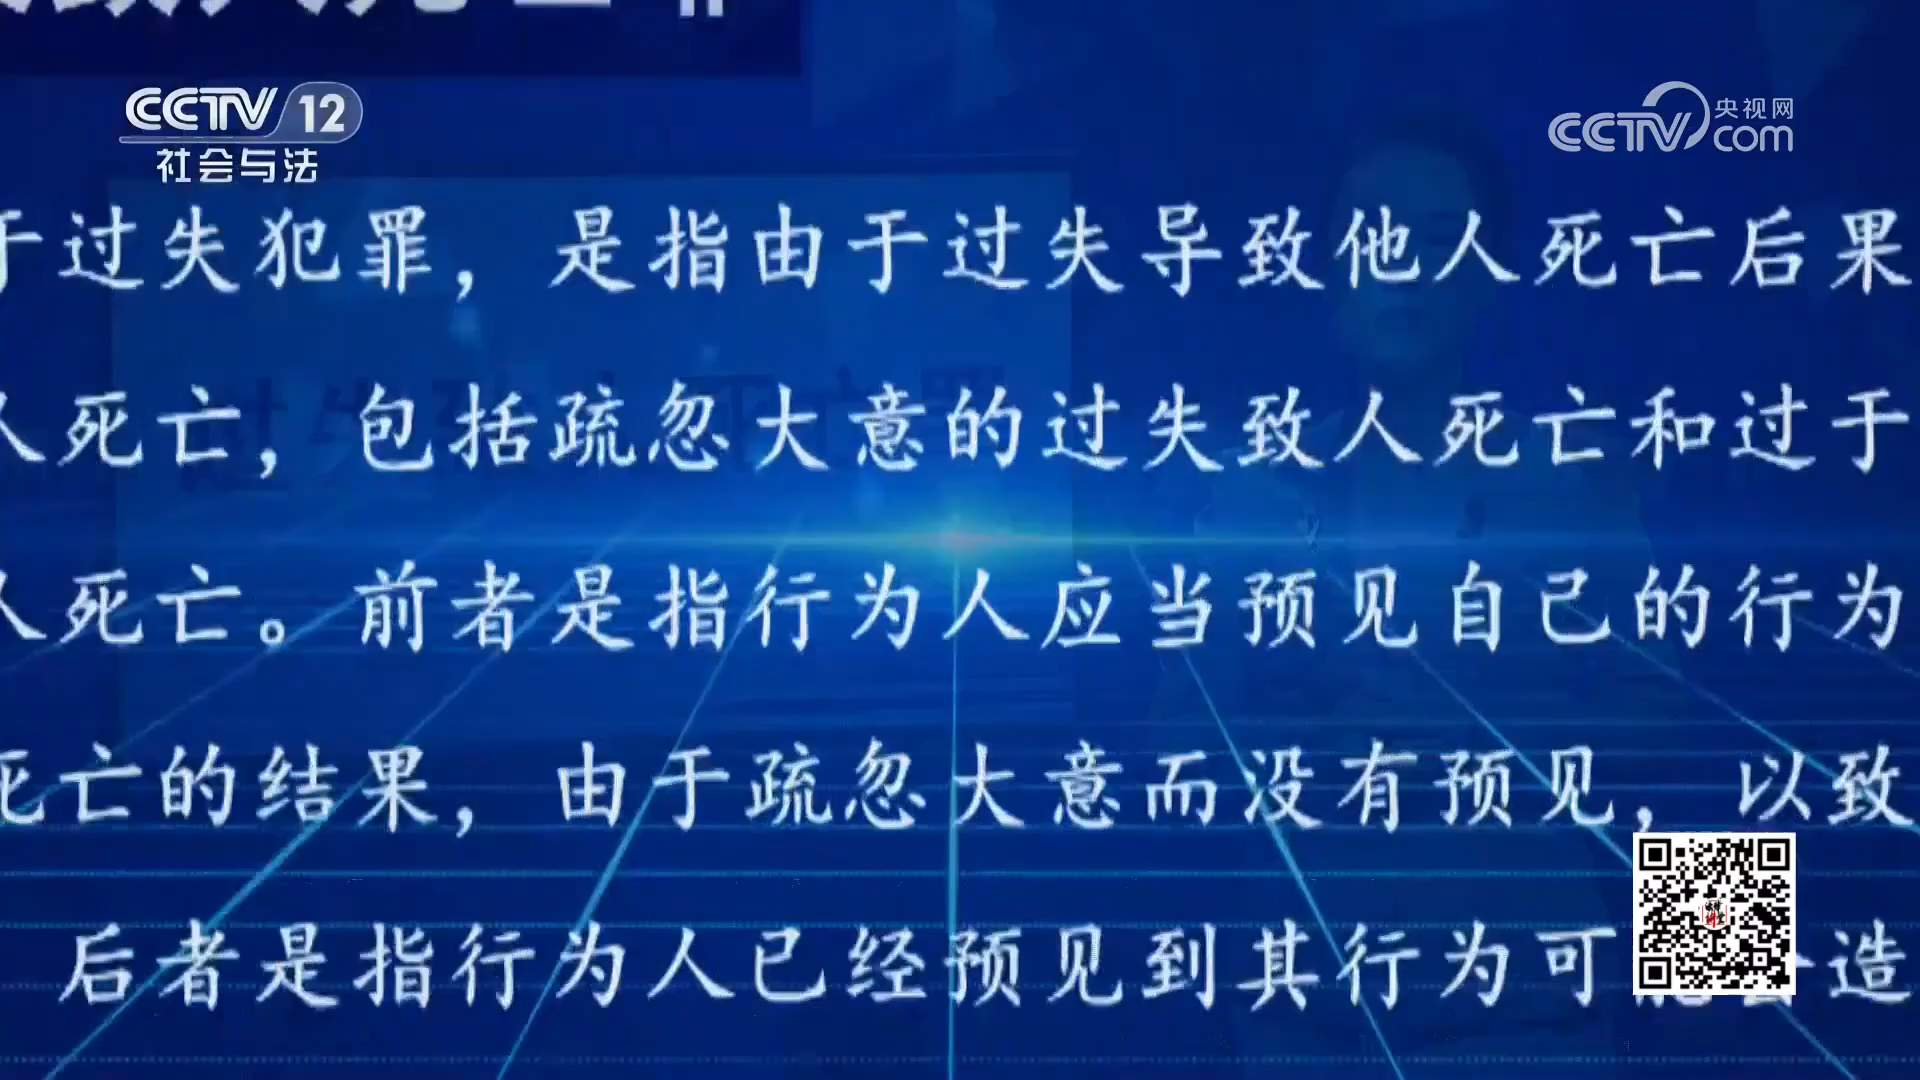 CCTV 12
社会与法
央视网
CCTV com
于过失犯罪，是指由于过失导致他人死亡后果
人死亡，包括疏忽大意的过失致人死亡和过于
人死亡。前者是指行为人应当预见自己的行为
死亡的结果，由于疏忽大意而没有预见，以致
后者是指行为人已经预见到其行为可能会造